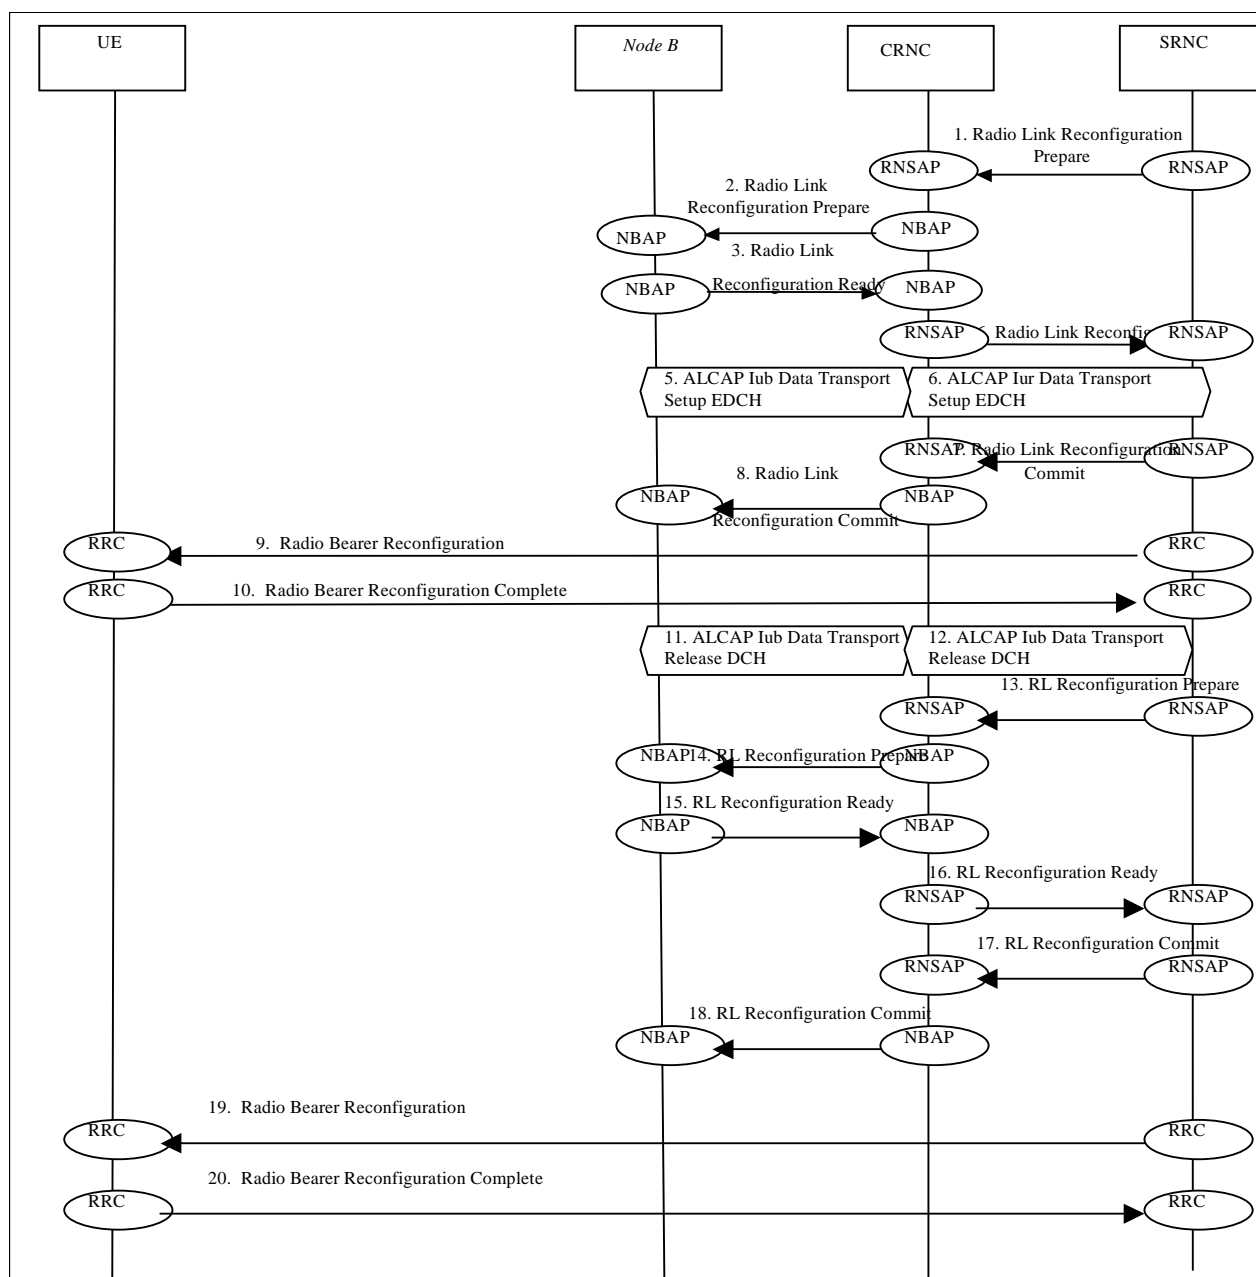 UE
Node B
CRNC
SRNC
1. Radio Link Reconfiguration
Prepare
RNSAP
RNSAP
2. Radio Link
Reconfiguration Prepare
NBAP
NBAP
3. Radio Link
Reconfiguration Ready
NBAP
NBAP
RNSAP
Radio Link
RNSAP
5. ALCAP Iub Data Transport
Setup EDCH
6. ALCAP Iur Data Transport
Setup EDCH
RNSAP
7. Radio Link Reconfiguration
Commit
RNSAP
8. Radio Link
Reconfiguration Commit
NBAP
NBAP
RRC
9. Radio Bearer Reconfiguration
RRC
RRC
10. Radio Bearer Reconfiguration Complete
RRC
11. ALCAP Iub Data Transport
Release DCH
12. ALCAP Iub Data Transport
Release DCH
13. RL Reconfiguration Prepare
RNSAP
RNSAP
NBAP
14. RL Reconfiguration Prepare
NBAP
15. RL Reconfiguration Ready
NBAP
NBAP
16. RL Reconfiguration Ready
RNSAP
RNSAP
17. RL Reconfiguration Commit
RNSAP
RNSAP
18. RL Reconfiguration Commit
NBAP
NBAP
19. Radio Bearer Reconfiguration
RRC
RRC
20. Radio Bearer Reconfiguration Complete
RRC
RRC